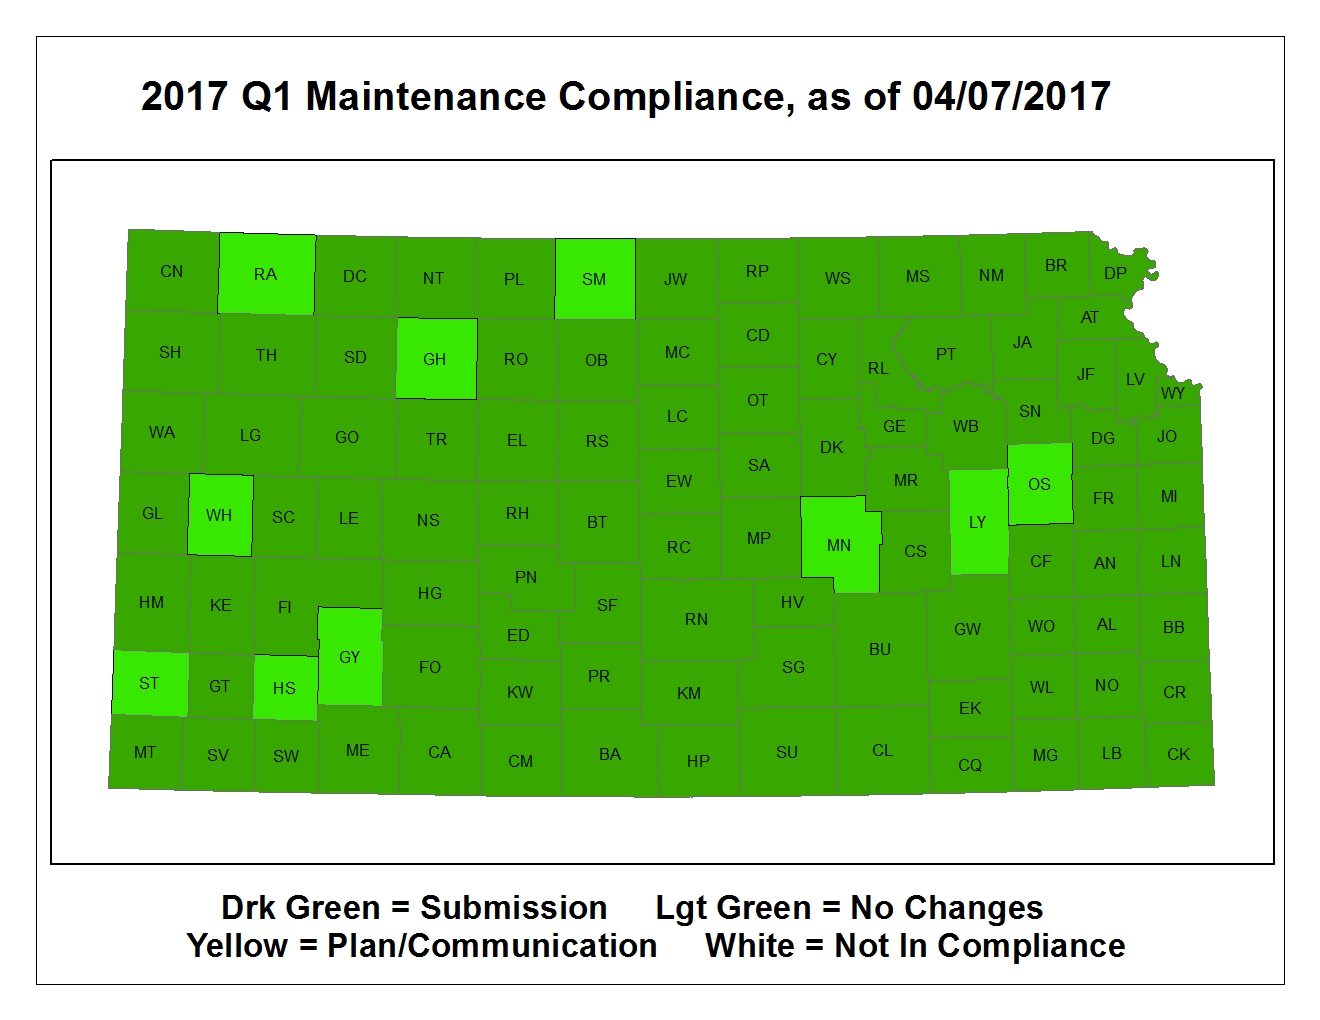 2017 Q1 Maintenance Compliance, as of 04/07/2017
CN RA DC NT PL SM JW RP WS MS NM BR DP
SH TH SD GH RO OB MC CD CY RL PT JA AT JF LV WY
WA LG GO TR EL RS LC OT DK GE WB SN DG JO
GL WH SC LE NS RH BT EW SA MR LY OS FR MI
RC MP MN CS CF AN LN
HM KE FI HG PN SF RN HV GW WO AL BB
ST GT HS GY FO ED KW PR KM SG BU EK WL NO CR
MT SV SW ME CA CM BA HP SU CL CQ MG LB CK
Drk Green = Submission Lgt Green = No Changes
Yellow = Plan/Communication White = Not In Compliance